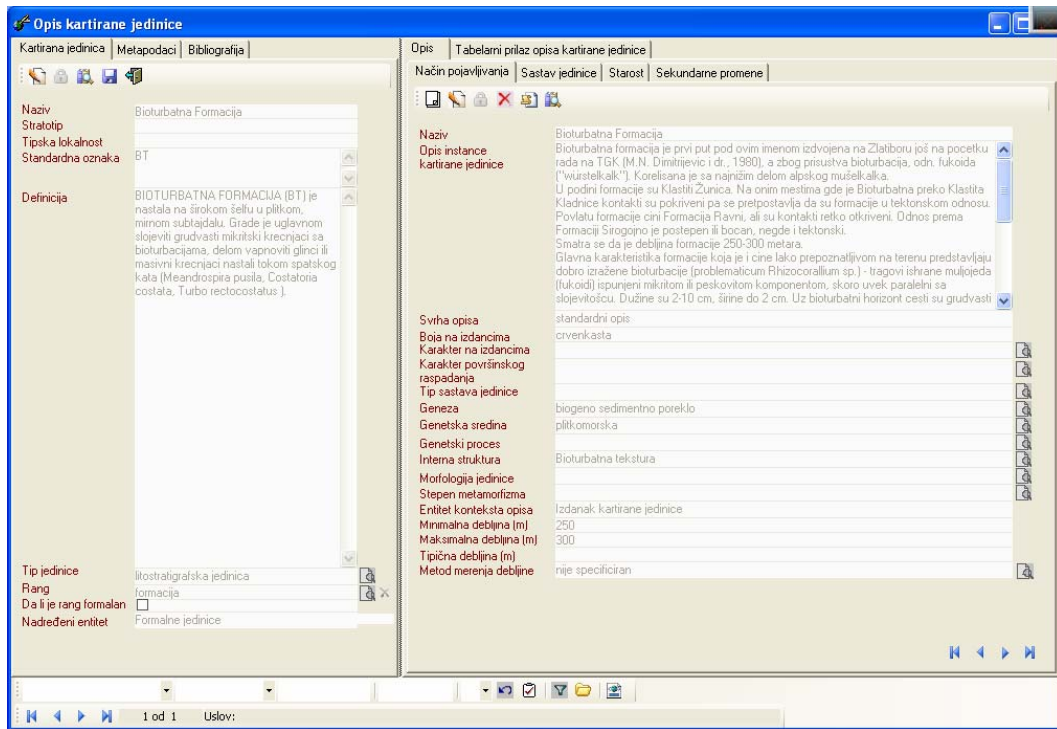 Opis kartirane jedinice
Kartirana jedinica Metapodaci Bibliografija
Naziv Bioturbatna Formacija
Stratotip
Tipska lokalnost
Standardna oznaka BT
Definicija BIOTURBATNA FORMACIJA (BT) je
nastala na širokom šelfu u plitkom,
mirnom subtajdalu. Grade je uglavnom
slojeviti grudvasti mikritski krecnjaci sa
bioturbacijama, delom vapnoviti glinci ili
masivni krecnjaci nastali tokom spatskog
kata (Meandrospira pusila, Costatoria
costata, Turbo rectocostatus ).
Tip jedinice litostratigrafska jedinica
Rang formacija
Da li je rang formalan
Nadređeni entitet Formalne jedinice
Opis Tabelarni prilaz opisa kartirane jedinice
Način pojavljivanja Sastav jedinice Starost Sekundarne promene
Naziv Bioturbatna Formacija
Opis instance
kartirane jedinice
Bioturbatna formacija je prvi put pod ovim imenom izdvojena na Zlatiboru još na pocetku
rada na TGK (M.N. Dimitrijevic i dr., 1980), a zbog prisustva bioturbacija, odn. fukoida
("würstelkalk"). Korelisana je sa najnižim delom alpskog mušelkalka.
U podini formacije su Klastiti Žunica. Na onim mestima gde je Bioturbatna preko Klastita
Kladnice kontakti su pokriveni pa se pretpostavlja da su formacije u tektonskom odnosu.
Povlatu formacije cini Formacija Ravni, ali su kontakti retko otkriveni. Odnos prema
Formaciji Sirogojno je postepen ili bocan, negde i tektonski.
Smatra se da je debljina formacije 250-300 metara.
Glavna karakteristika formacije koja je i cine lako prepoznatljivom na terenu predstavljaju
dobro izražene bioturbacije (problematicum Rhizocorallium sp.) - tragovi ishrane muljojeda
(fukoidi) ispunjeni mikritom ili peskovitom komponentom, skoro uvek paralelni sa
slojevitošcu. Dužine su 2-10 cm, širine do 2 cm. Uz bioturbatni horizont cesti su grudvasti
Svrha opisa standardni opis
Boja na izdancima crvenkasta
Karakter na izdancima
Karakter površinskog
raspadanja
Tip sastava jedinice
Geneza biogeno sedimentno poreklo
Genetska sredina plitkomorska
Genetski proces
Interna struktura Bioturbatna tekstura
Morfologija jedinice
Stepen metamorfizma
Entitet konteksta opisa Izdanak kartirane jedinice
Minimalna debljina (m) 250
Maksimalna debljina (m) 300
Tipična debljina (m)
Metod merenja debljine nije specificiran
1 od 1 Uslov: